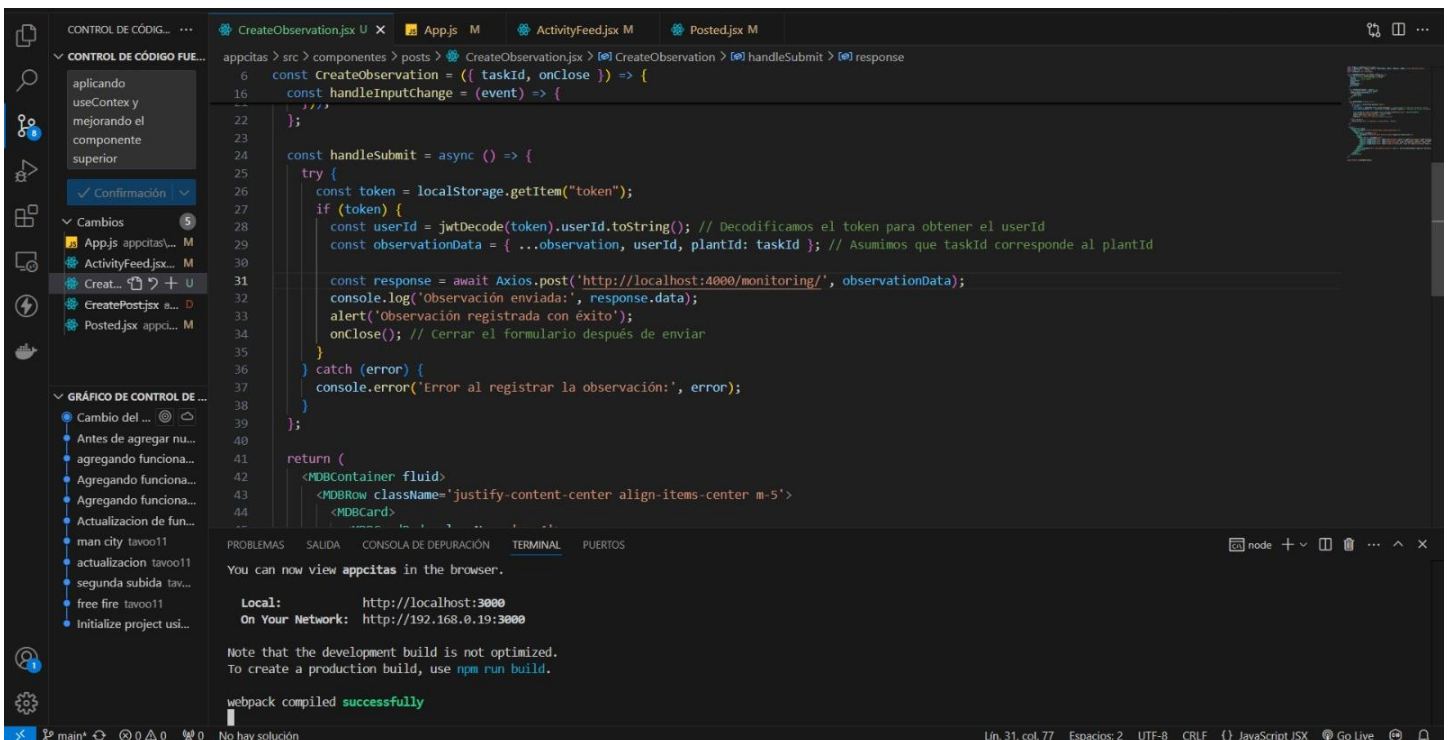 CONTROL DE CÓDIG... ···
CreateObservation.jsx U
JS App.js M
ActivityFeed.jsx M
Posted.jsx M
CONTROL DE CÓDIGO FUE...
appcitas > src > componentes > posts > CreateObservation.jsx > CreateObservation > handleSubmit > response
aplicando
useContex y
mejorando el
componente
superior
✓ Confirmación
Cambios 5
JS App.js appcitas\... M
ActivityFeed.jsx... M
Creat... U
CreatePost.jsx a... D
Posted.jsx appci... M
GRÁFICO DE CONTROL DE ...
Cambio del ...
Antes de agregar nu...
agregando funciona...
Agregando funciona...
Agregando funciona...
Actualizacion de fun...
man city tavoo11
actualizacion tavoo11
segunda subida tav...
free fire tavoo11
Initialize project usi...
6 const CreateObservation = ({ taskId, onClose }) => {
16 const handleInputChange = (event) => {
22 };
23
24 const handleSubmit = async () => {
25 try {
26 const token = localStorage.getItem("token");
27 if (token) {
28 const userId = jwtDecode(token).userId.toString(); // Decodificamos el token para obtener el userId
29 const observationData = { ...observation, userId, plantId: taskId }; // Asumimos que taskId corresponde al plantId
30
31 const response = await Axios.post('http://localhost:4000/monitoring/', observationData);
32 console.log('Observación enviada:', response.data);
33 alert('Observación registrada con éxito');
34 onClose(); // Cerrar el formulario después de enviar
35 }
36 } catch (error) {
37 console.error('Error al registrar la observación:', error);
38 }
39 };
40
41 return (
42 <MDBContainer fluid>
43 <MDBRow className='justify-content-center align-items-center m-5'>
44 <MDBCard>
PROBLEMAS SALIDA CONSOLA DE DEPURACIÓN TERMINAL PUERTOS
node
You can now view appcitas in the browser.
Local: http://localhost:3000
On Your Network: http://192.168.0.19:3000
Note that the development build is not optimized.
To create a production build, use npm run build.
webpack compiled successfully
main* 0 0 0 No hay solución
Lín. 31, col. 77 Espacios: 2 UTF-8 CRLF {} JavaScript JSX Go Live